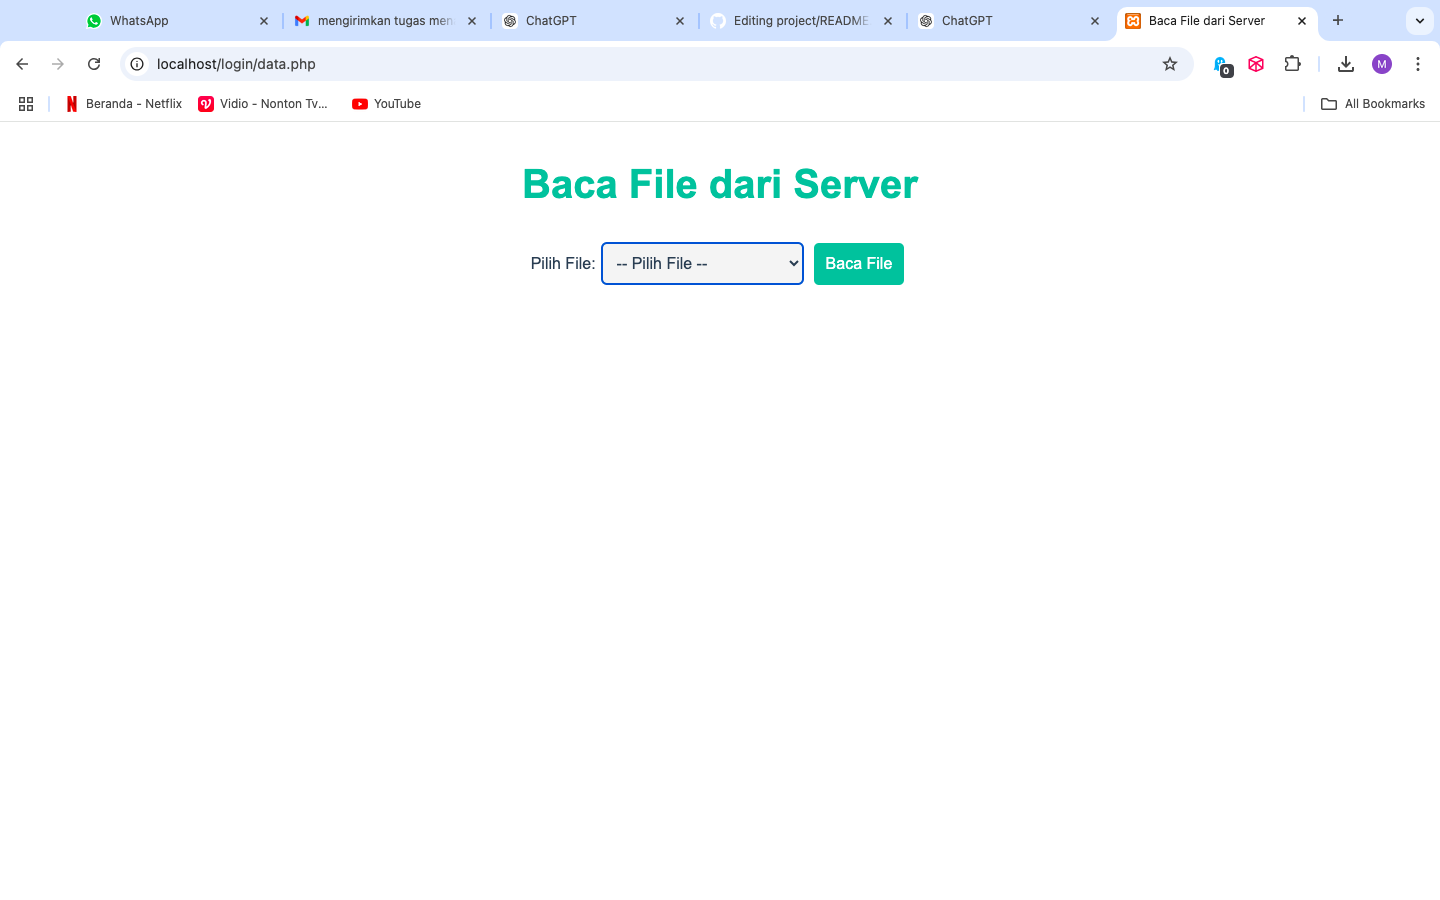 WhatsApp
mengirimkan tugas men
ChatGPT
Editing project/README
ChatGPT
Baca File dari Server
localhost/login/data.php
0
M
Beranda - Netflix
Vidio - Nonton Tv...
YouTube
All Bookmarks
Baca File dari Server
Pilih File: -- Pilih File -- Baca File